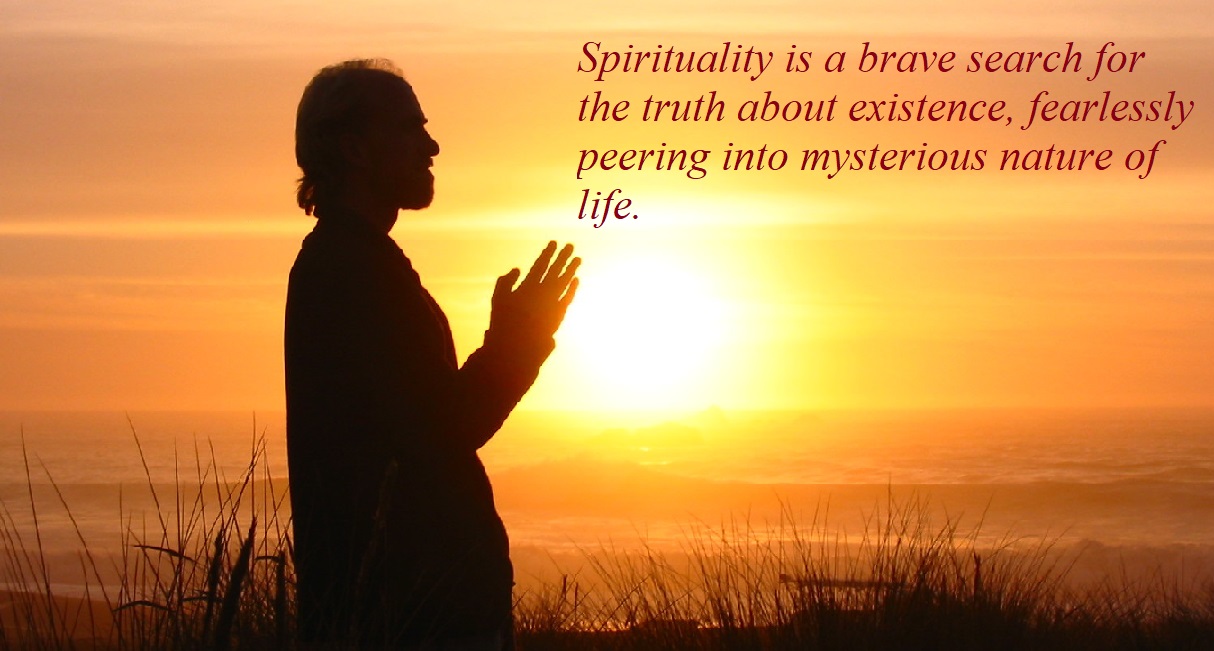 Spirituality is a brave search for
the truth about existence, fearlessly
peering into mysterious nature of
life.